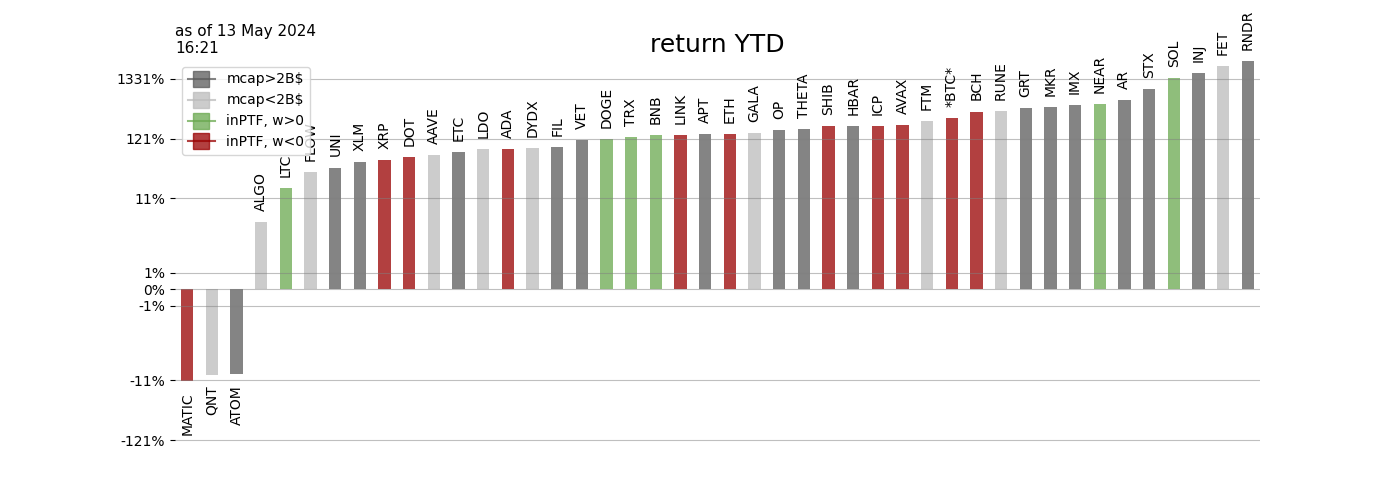 as of 13 May 2024
16:21
return YTD
mcap>2B$
mcap<2B$
inPTF, w>0
inPTF, w<0
1331%
121%
11%
1%
0%
-1%
-11%
-121%
MATIC
QNT
ATOM
ALGO
LTC
FLOW
UNI
XLM
XRP
DOT
AAVE
ETC
LDO
ADA
DYDX
FIL
VET
DOGE
TRX
BNB
LINK
APT
ETH
GALA
OP
THETA
SHIB
HBAR
ICP
AVAX
FTM
*BTC*
BCH
RUNE
GRT
MKR
IMX
NEAR
AR
STX
SOL
INJ
FET
RNDR